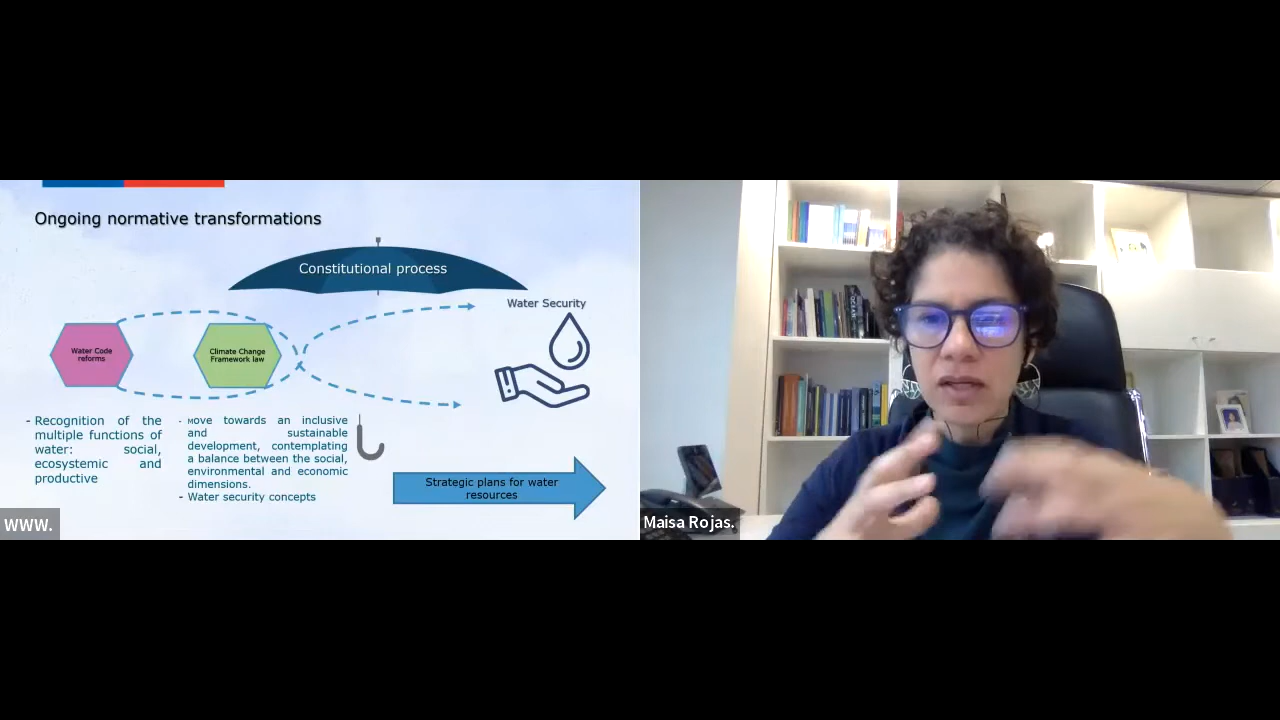 Ongoing normative transformations
Constitutional process
Water Security
Water Code
reforms
Climate Change
Framework law
- Recognition of the
multiple functions of
water: social,
ecosystemic and
productive
- Move towards an inclusive
and sustainable
development, contemplating
a balance between the social,
environmental and economic
dimensions.
- Water security concepts
Strategic plans for water
resources
WWW.
Maisa Rojas.